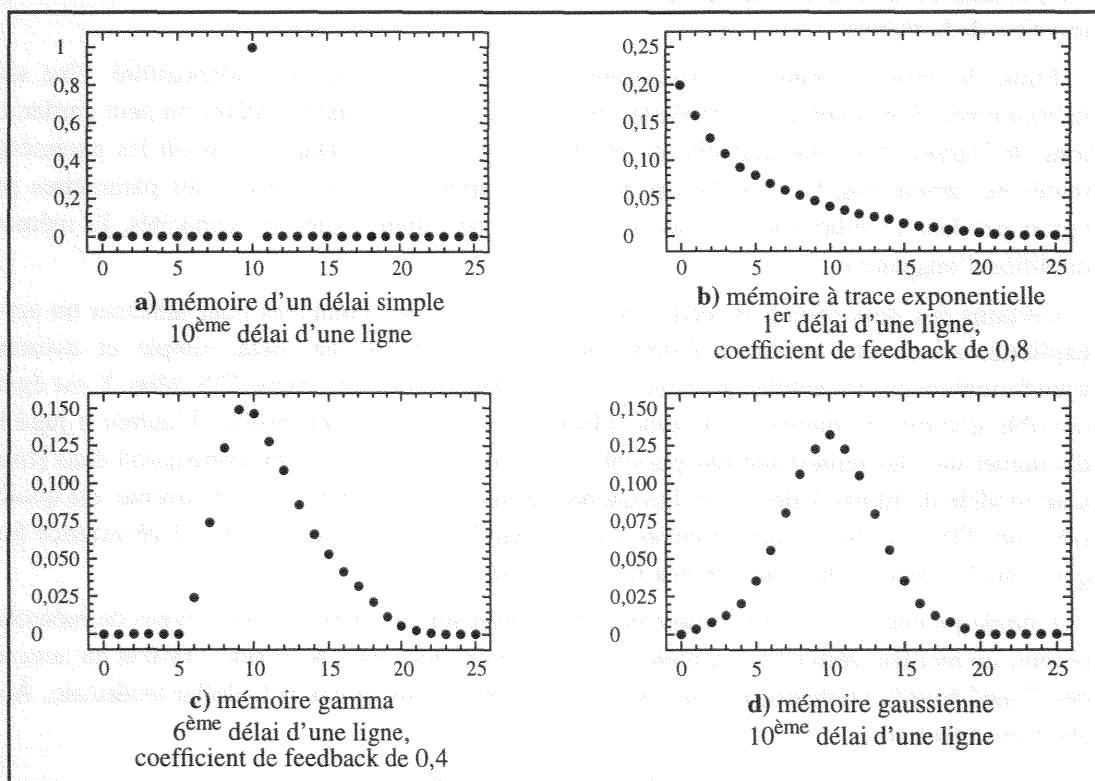 1
0,8
0,6
0,4
0,2
0
0 5 10 15 20 25
a) mémoire d'un délai simple
10ème délai d'une ligne
0,25
0,20
0,15
0,10
0,05
0
0 5 10 15 20 25
b) mémoire à trace exponentielle
1er délai d'une ligne,
coefficient de feedback de 0,8
0,150
0,125
0,100
0,075
0,050
0,025
0
0 5 10 15 20 25
c) mémoire gamma
6ème délai d'une ligne,
coefficient de feedback de 0,4
0,150
0,125
0,100
0,075
0,050
0,025
0
0 5 10 15 20 25
d) mémoire gaussienne
10ème délai d'une ligne